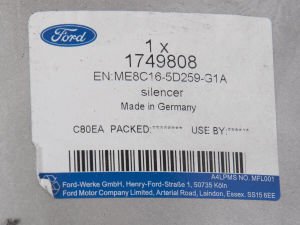 Ford
1 x
1749808
EN:ME8C16-5D259-G1A
silencer
Made in Germany
C80EA PACKED:******** USE BY:******
A4LPMS NO. MFL001
Ford-Werke GmbH, Henry-Ford-Straße 1, 50735 Köln
Ford Motor Company Limited, Arterial Road, Laindon, Essex. SS15 6EE